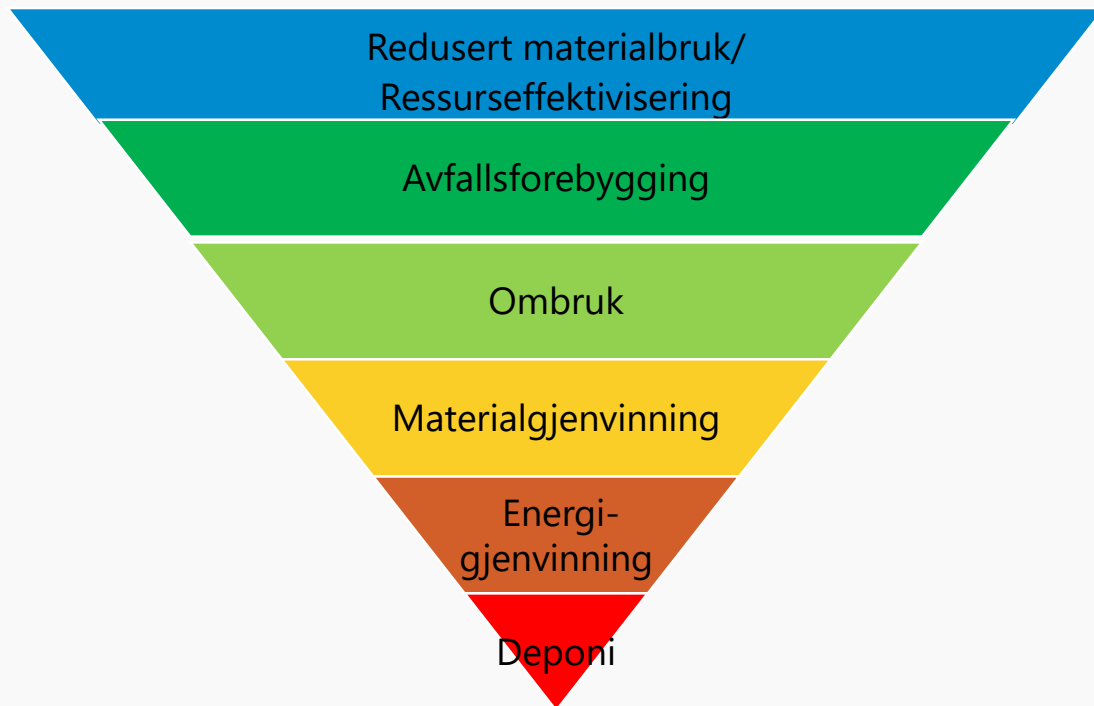 Redusert materialbruk/
Ressurseffektivisering
Avfallsforebygging
Ombruk
Materialgjenvinning
Energi-
gjenvinning
Deponi